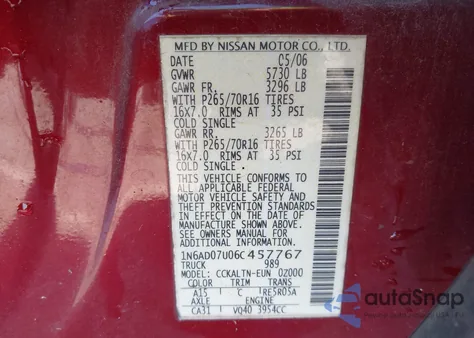 MFD BY NISSAN MOTOR CO., LTD.
DATE 05/06
GVWR 5730 LB
GAWR FR. 3296 LB
WITH P265/70R16 TIRES
16X7.0 RIMS AT 35 PSI
COLD SINGLE
GAWR RR. 3265 LB
WITH P265/70R16 TIRES
16X7.0 RIMS AT 35 PSI
COLD SINGLE .
THIS VEHICLE CONFORMS TO
ALL APPLICABLE FEDERAL
MOTOR VEHICLE SAFETY AND
THEFT PREVENTION STANDARDS
IN EFFECT ON THE DATE OF
MANUFACTURE SHOWN ABOVE.
SEE OWNER'S MANUAL FOR
ADDITIONAL INFORMATION.
1N6AD07U06C457767
TRUCK 989
MODEL: CCKALTN-EUN 0Z000
COLOR TRIM TRANS
A15 C RE5R05A
AXLE ENGINE
CA31 VQ40 3954CC
autoSnap